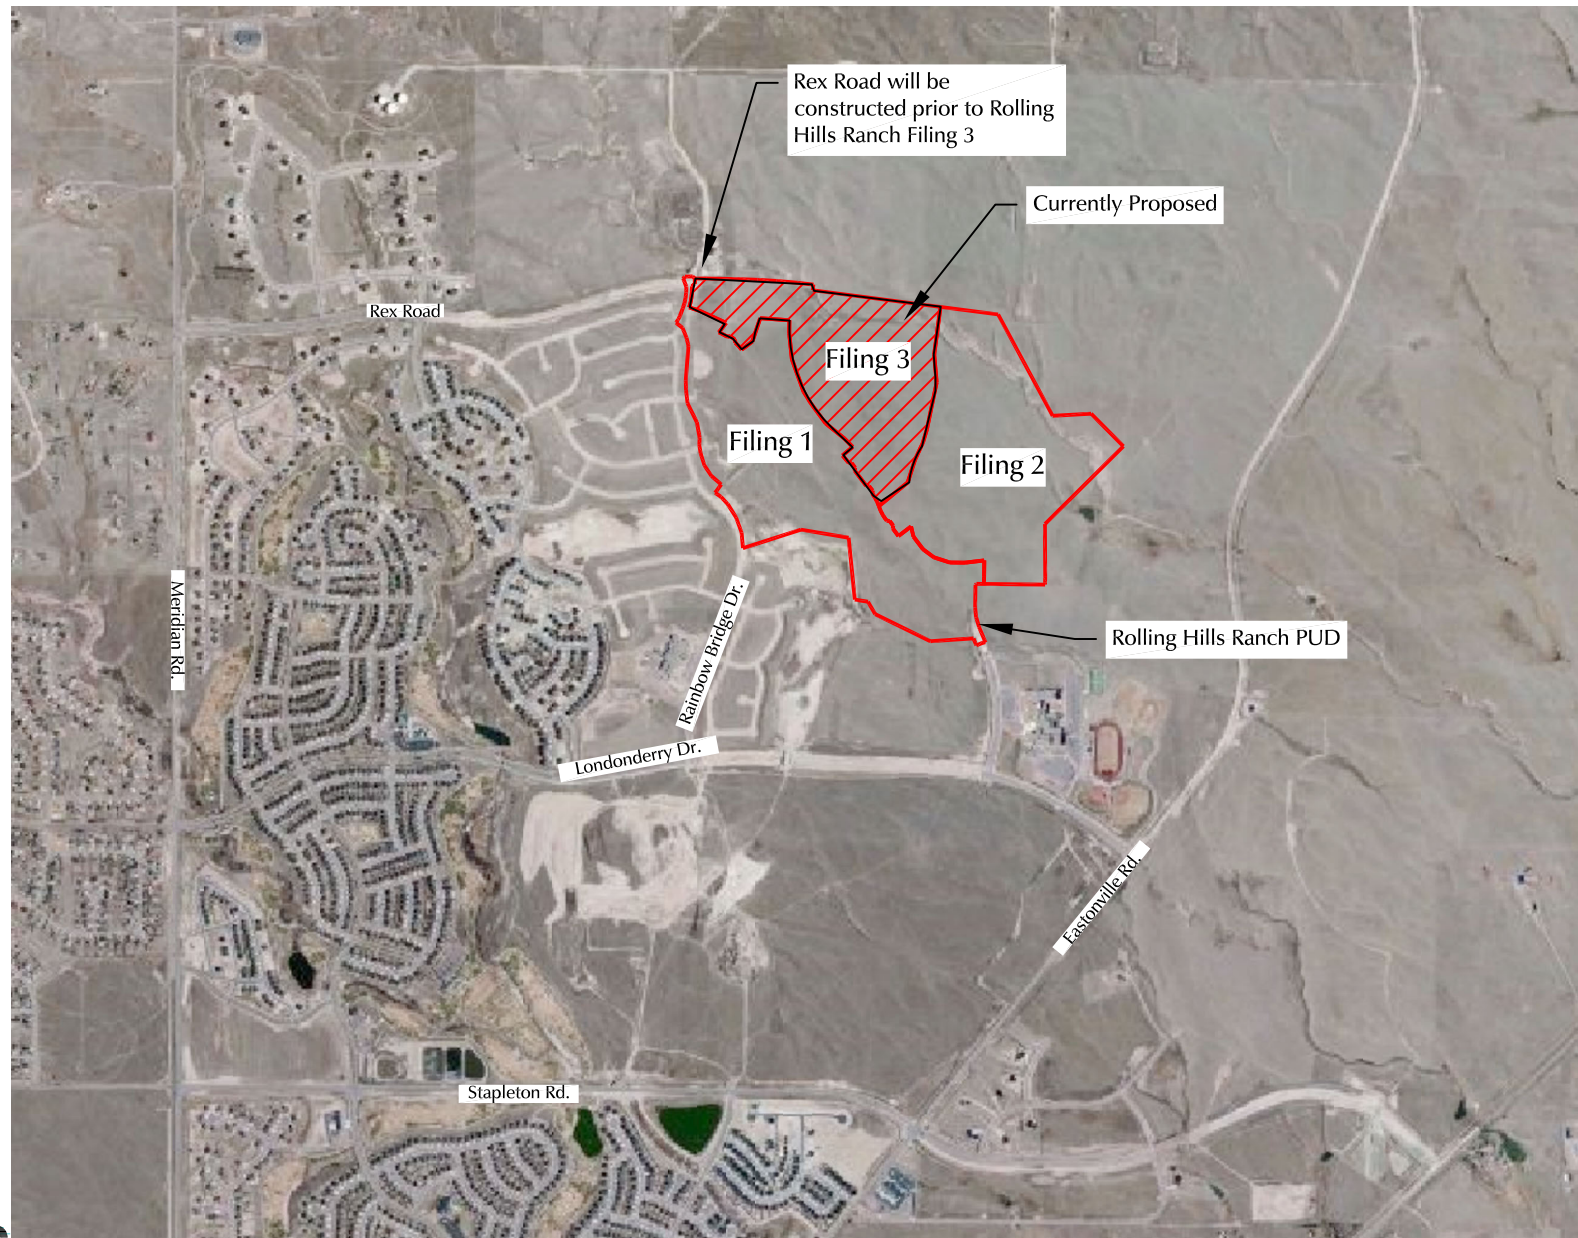 Rex Road will be
constructed prior to Rolling
Hills Ranch Filing 3
Currently Proposed
Rex Road
Filing 3
Filing 1
Filing 2
Meridian Rd.
Rainbow Bridge Dr.
Rolling Hills Ranch PUD
Londonderry Dr.
Eastonville Rd.
Stapleton Rd.